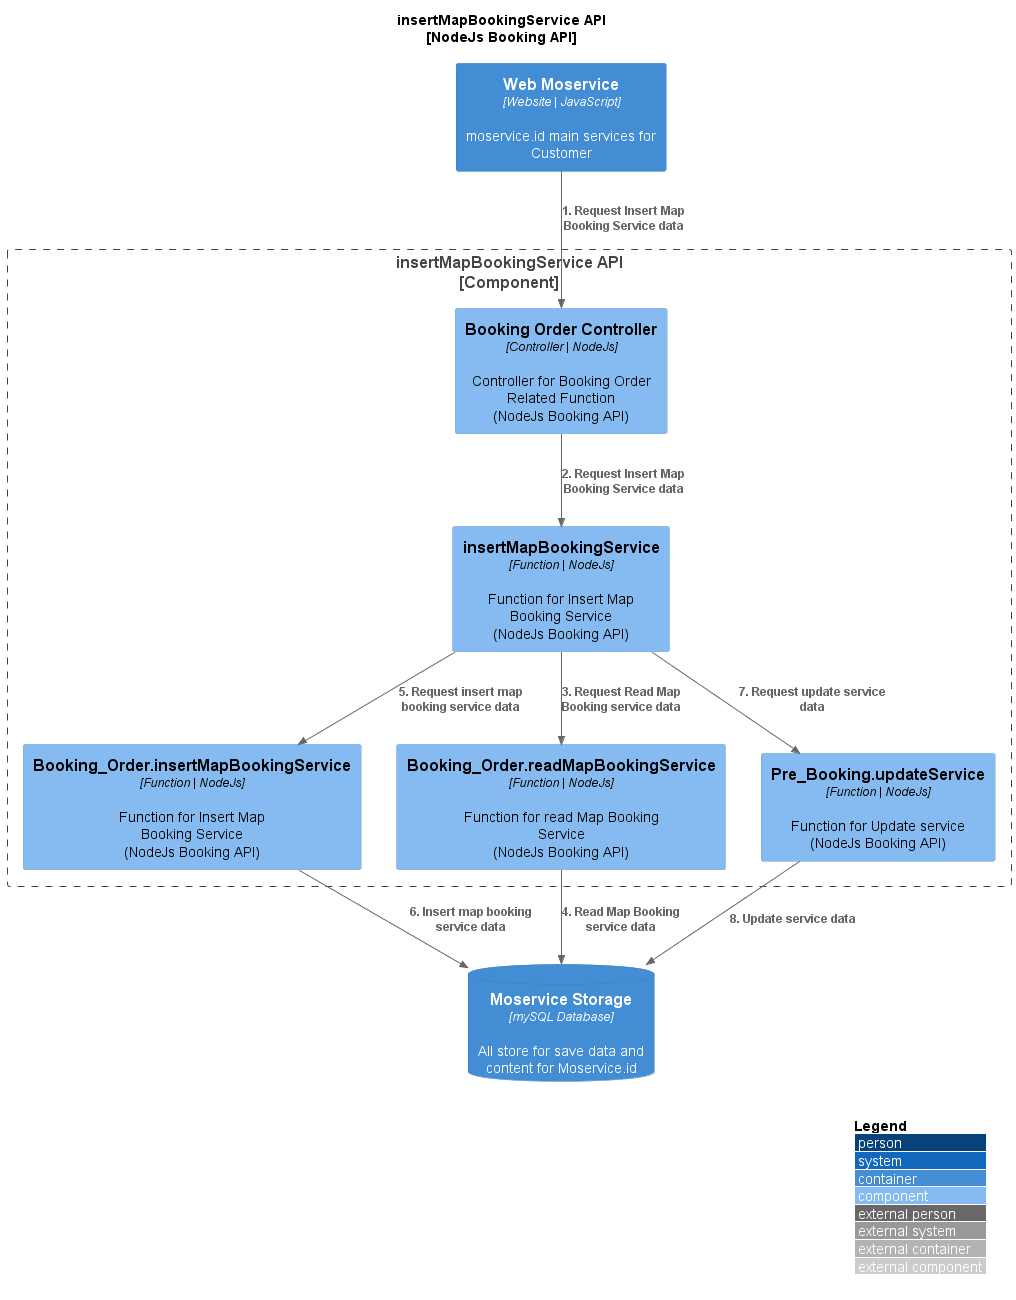 insertMapBookingService API
[NodeJs Booking API]
Web Moservice
[Website | JavaScript]
moservice.id main services for
Customer
1. Request Insert Map
Booking Service data
insertMapBookingService API
[Component]
Booking Order Controller
[Controller | NodeJs]
Controller for Booking Order
Related Function
(NodeJs Booking API)
2. Request Insert Map
Booking Service data
insertMapBookingService
[Function | NodeJs]
Function for Insert Map
Booking Service
(NodeJs Booking API)
5. Request insert map
booking service data
3. Request Read Map
Booking service data
7. Request update service
data
Booking_Order.insertMapBookingService
[Function | NodeJs]
Function for Insert Map
Booking Service
(NodeJs Booking API)
Booking_Order.readMapBookingService
[Function | NodeJs]
Function for read Map Booking
Service
(NodeJs Booking API)
Pre_Booking.updateService
[Function | NodeJs]
Function for Update service
(NodeJs Booking API)
6. Insert map booking
service data
4. Read Map Booking
service data
8. Update service data
Moservice Storage
[mySQL Database]
All store for save data and
content for Moservice.id
Legend
person
system
container
component
external person
external system
external container
external component